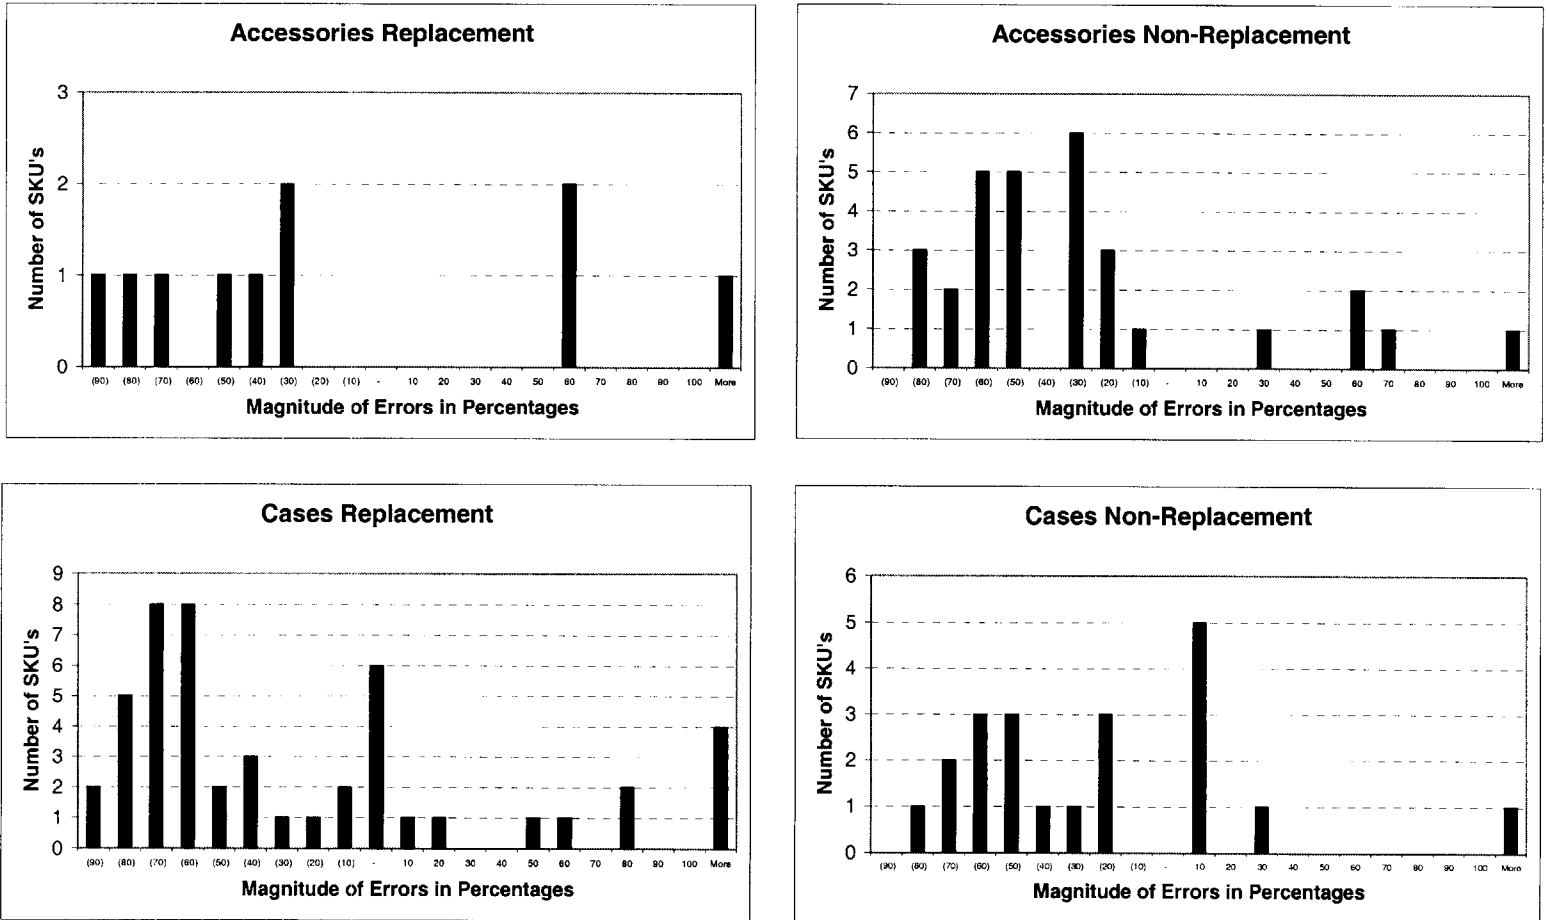 Accessories Replacement
Number of SKU's
3
2
1
0
(90) (80) (70) (60) (50) (40) (30) (20) (10) - 10 20 30 40 50 60 70 80 90 100 More
Magnitude of Errors in Percentages
Accessories Non-Replacement
Number of SKU's
7
6
5
4
3
2
1
0
(90) (80) (70) (60) (50) (40) (30) (20) (10) - 10 20 30 40 50 60 70 80 90 100 More
Magnitude of Errors in Percentages
Cases Replacement
Number of SKU's
9
8
7
6
5
4
3
2
1
0
(90) (80) (70) (60) (50) (40) (30) (20) (10) - 10 20 30 40 50 60 70 80 90 100 More
Magnitude of Errors in Percentages
Cases Non-Replacement
Number of SKU's
6
5
4
3
2
1
0
(90) (80) (70) (60) (50) (40) (30) (20) (10) - 10 20 30 40 50 60 70 80 90 100 More
Magnitude of Errors in Percentages